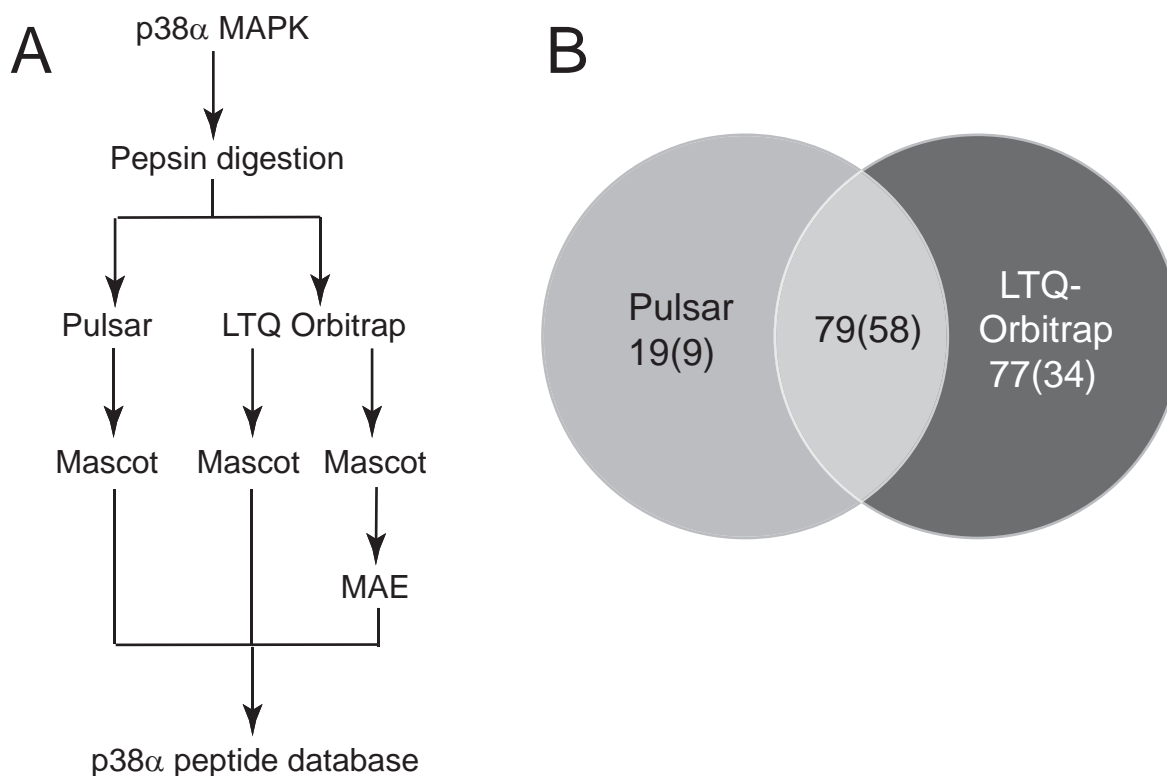 A
p38α MAPK
Pepsin digestion
Pulsar
LTQ Orbitrap
Mascot
Mascot
Mascot
MAE
p38α peptide database
B
Pulsar
19(9)
79(58)
LTQ-
Orbitrap
77(34)